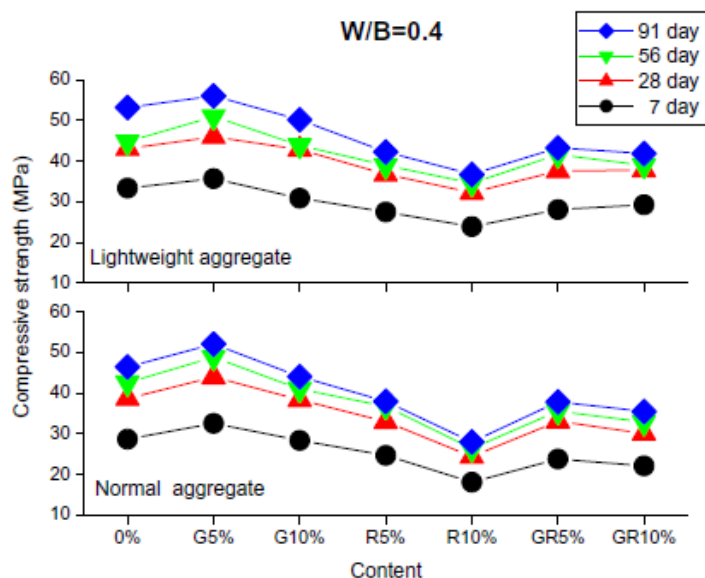 W/B=0.4
91 day
56 day
28 day
7 day
Compressive strength (MPa)
60
50
40
30
20
10
Lightweight aggregate
60
50
40
30
20
10
Normal aggregate
0% G5% G10% R5% R10% GR5% GR10%
Content